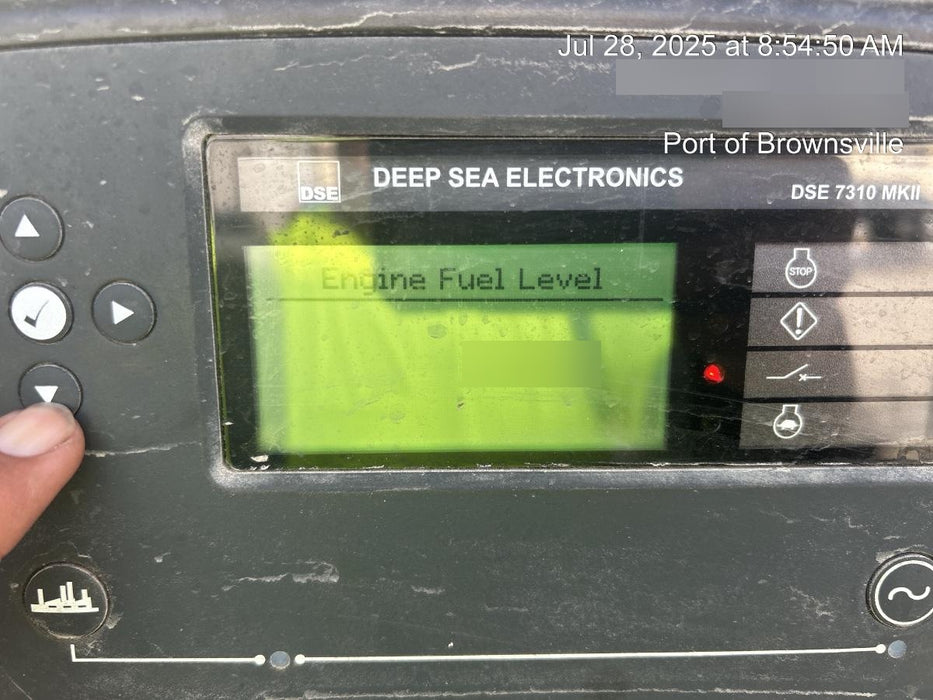 Jul 28, 2025 at 8:54:50 AM
Port of Brownsville
DSE
DEEP SEA ELECTRONICS
DSE 7310 MKII
Engine Fuel Level
STOP